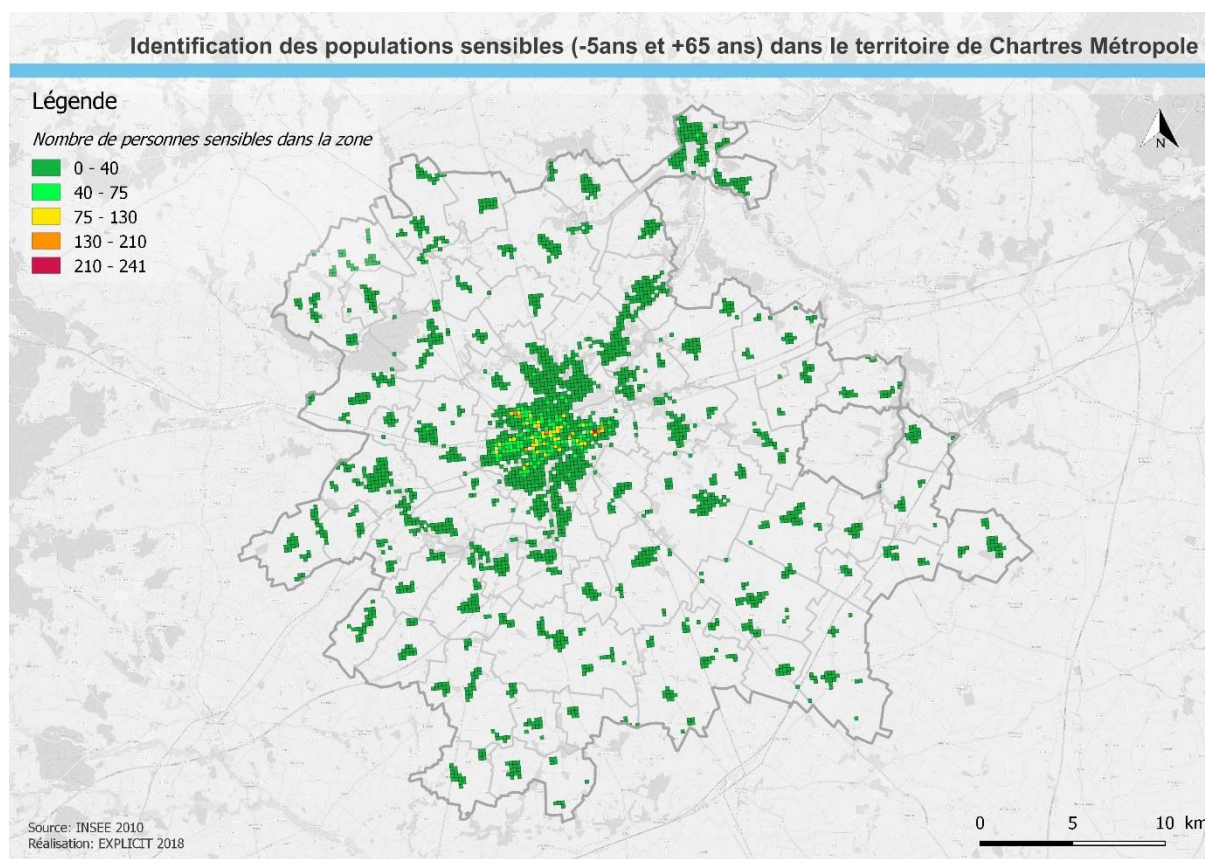 Identification des populations sensibles (-5ans et +65 ans) dans le territoire de Chartres Métropole
Légende
Nombre de personnes sensibles dans la zone
0 - 40
40 - 75
75 - 130
130 - 210
210 - 241
N
Source: INSEE 2010
Réalisation: EXPLICIT 2018
0 5 10 km